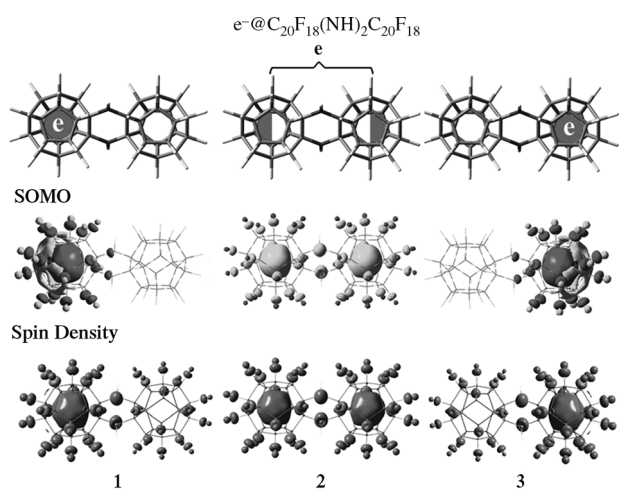 e⁻@C₂₀F₁₈(NH)₂C₂₀F₁₈
e
e e
SOMO
Spin Density
1 2 3